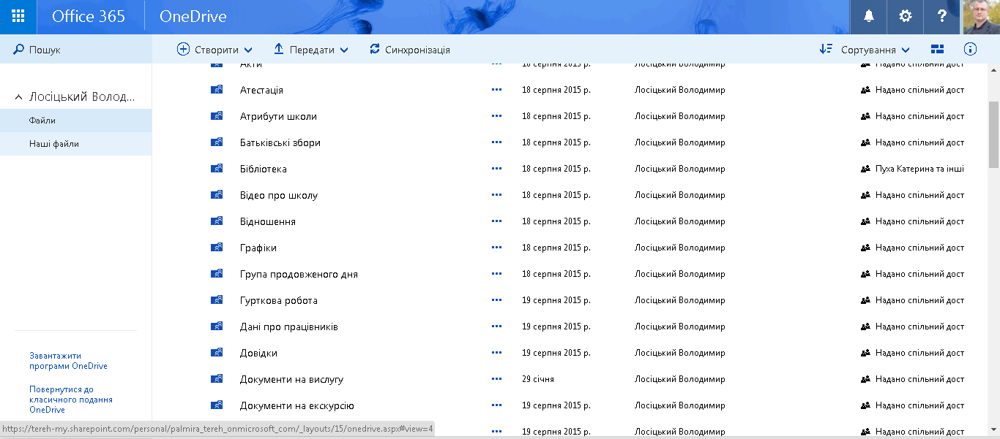 Office 365 OneDrive ?
Пошук Створити Передати Синхронізація Сортування
Акти ... 18 серпня 2015 р. Лосіцький Володимир Надано спільний дост
Атестація ... 18 серпня 2015 р. Лосіцький Володимир Надано спільний дост
Лосіцький Волод...
Атрибути школи ... 18 серпня 2015 р. Лосіцький Володимир Надано спільний дост
Файли
Батьківські збори ... 18 серпня 2015 р. Лосіцький Володимир Надано спільний дост
Наші файли
Бібліотека ... 18 серпня 2015 р. Лосіцький Володимир Пуха Катерина та інші
Відео про школу ... 18 серпня 2015 р. Лосіцький Володимир Надано спільний дост
Відношення ... 18 серпня 2015 р. Лосіцький Володимир Надано спільний дост
Графіки ... 18 серпня 2015 р. Лосіцький Володимир Надано спільний дост
Група продовженого дня ... 18 серпня 2015 р. Лосіцький Володимир Надано спільний дост
Гурткова робота ... 19 серпня 2015 р. Лосіцький Володимир Надано спільний дост
Дані про працівників ... 19 серпня 2015 р. Лосіцький Володимир Надано спільний дост
Довідки ... 19 серпня 2015 р. Лосіцький Володимир Надано спільний дост
Документи на вислугу ... 29 січня Лосіцький Володимир Надано спільний дост
Документи на екскурсію ... 19 серпня 2015 р. Лосіцький Володимир Надано спільний дост
... 19 серпня 2015 р. Лосіцький Володимир Надано спільний дост
Завантажити
програми OneDrive
Повернутися до
класичного подання
OneDrive
https://tereh-my.sharepoint.com/personal/palmira_tereh_onmicrosoft_com/_layouts/15/onedrive.aspx#view=4